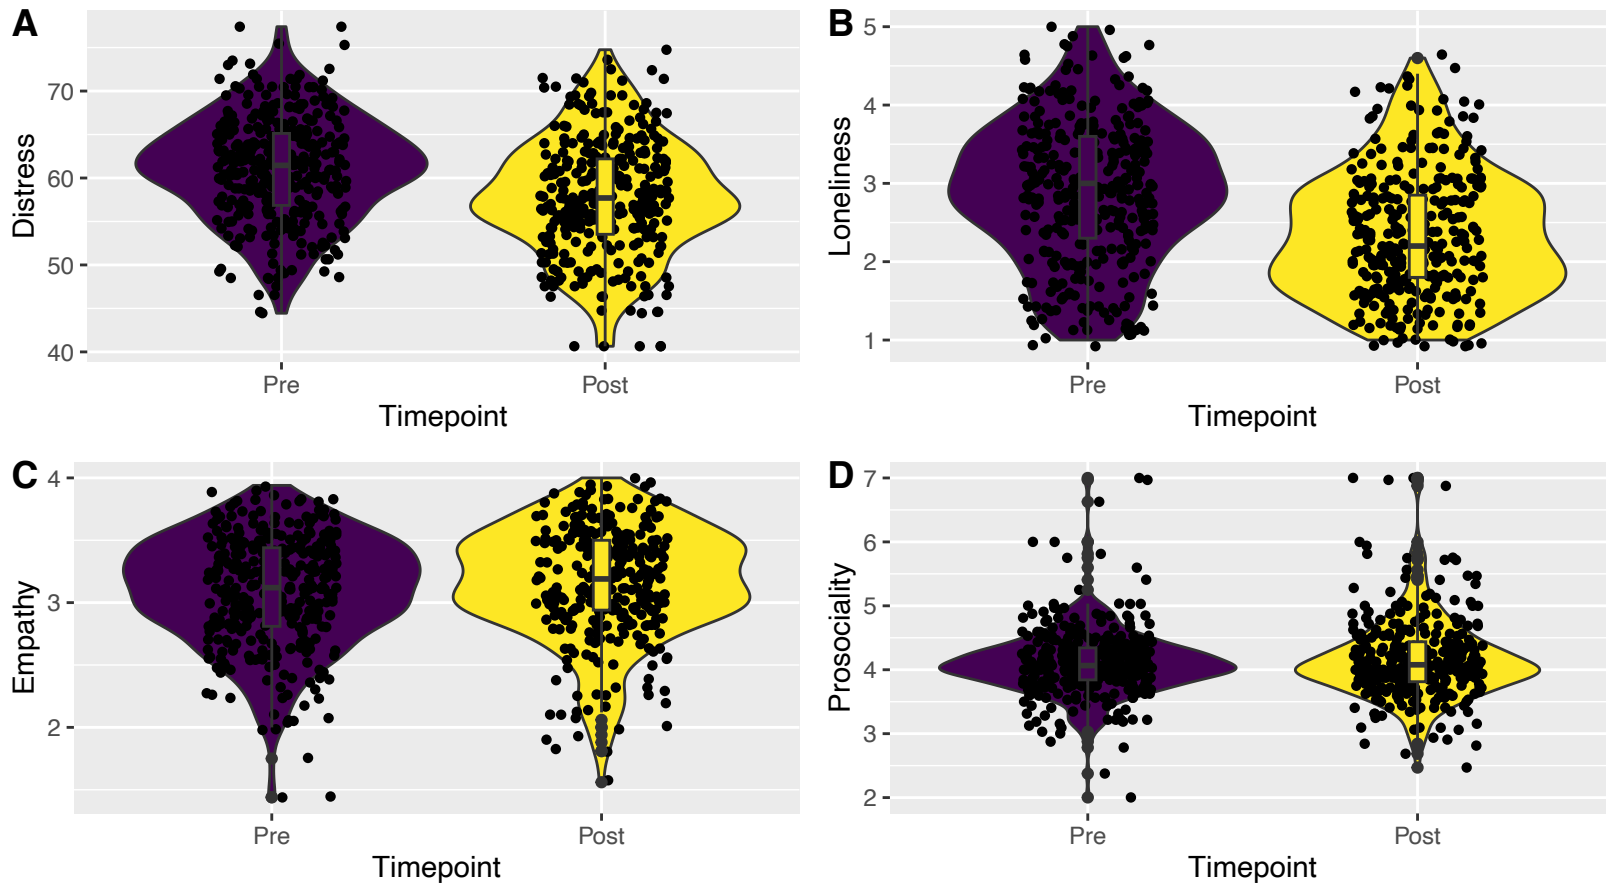 A
Distress
70
60
50
40
Pre
Post
Timepoint
B
Loneliness
5
4
3
2
1
Pre
Post
Timepoint
C
Empathy
4
3
2
Pre
Post
Timepoint
D
Prosociality
7
6
5
4
3
2
Pre
Post
Timepoint